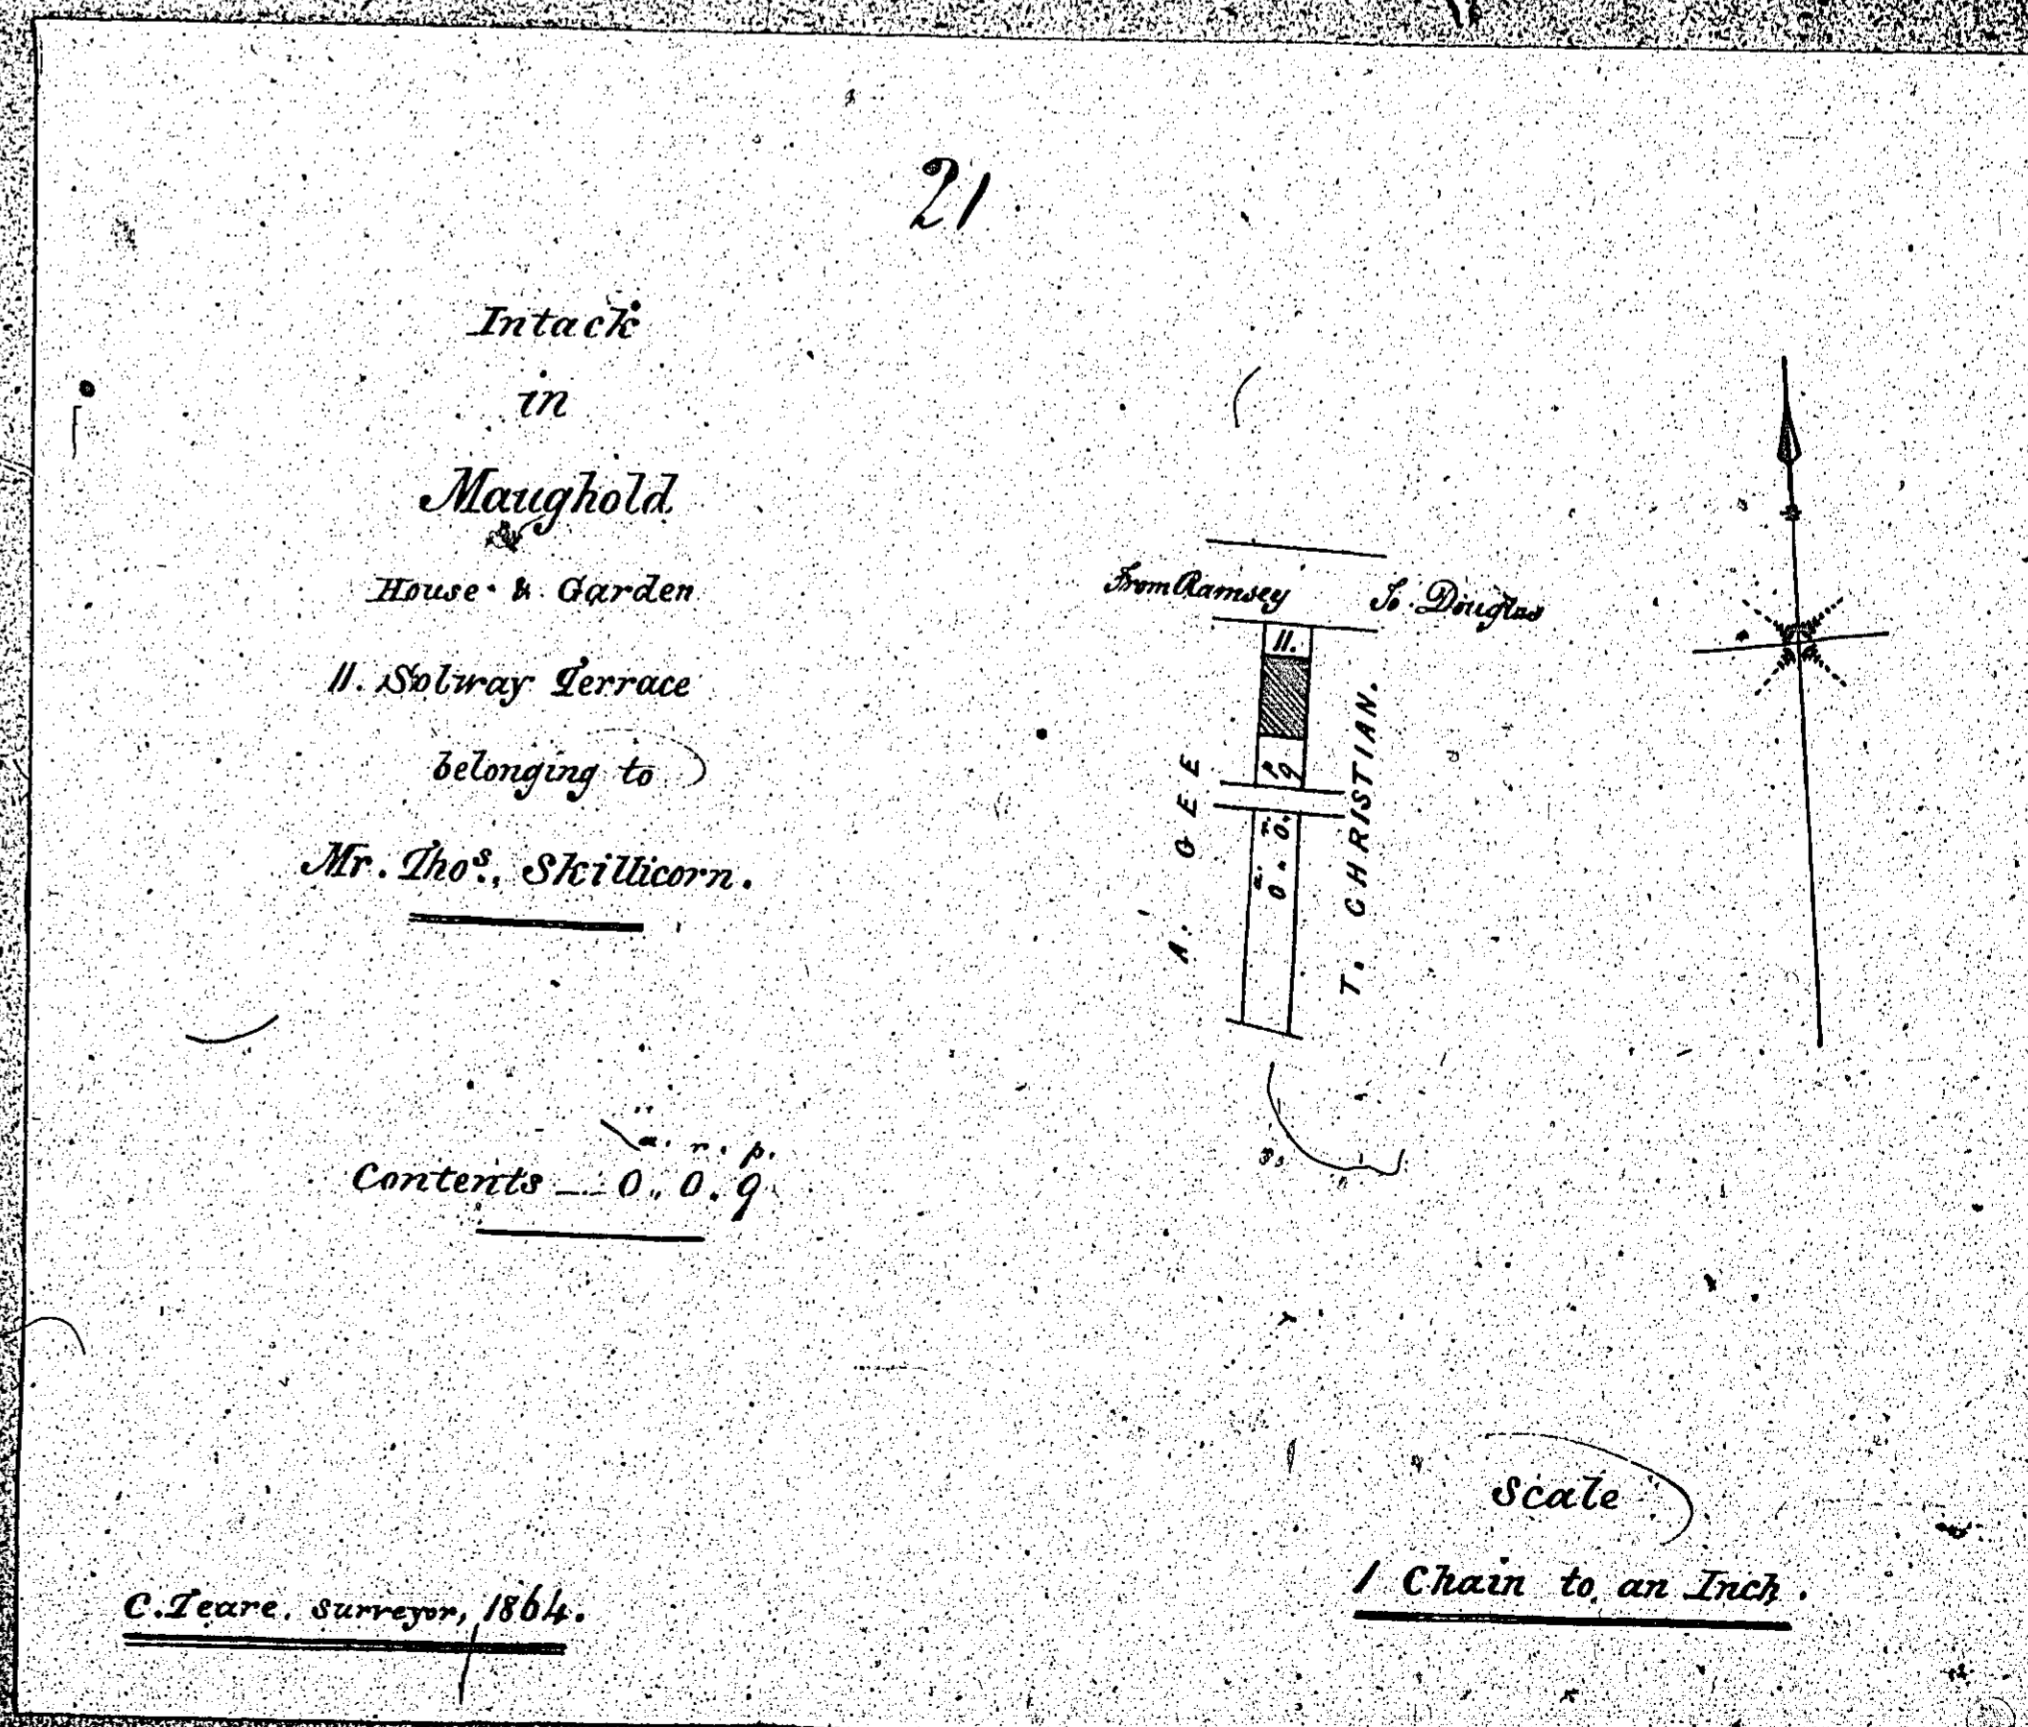 21
Intack
in
Maughold
House & Garden
11. Solway Terrace
belonging to
Mr. Thos., Skillicorn.
a. r. p.
Contents — 0. 0. 9
C. Teare. surveyor, 1864.
From Ramsey
To Douglas
11.
A. GEE
a. r. p
0. 0. 9
T. CHRISTIAN.
Scale
1 Chain to an Inch.